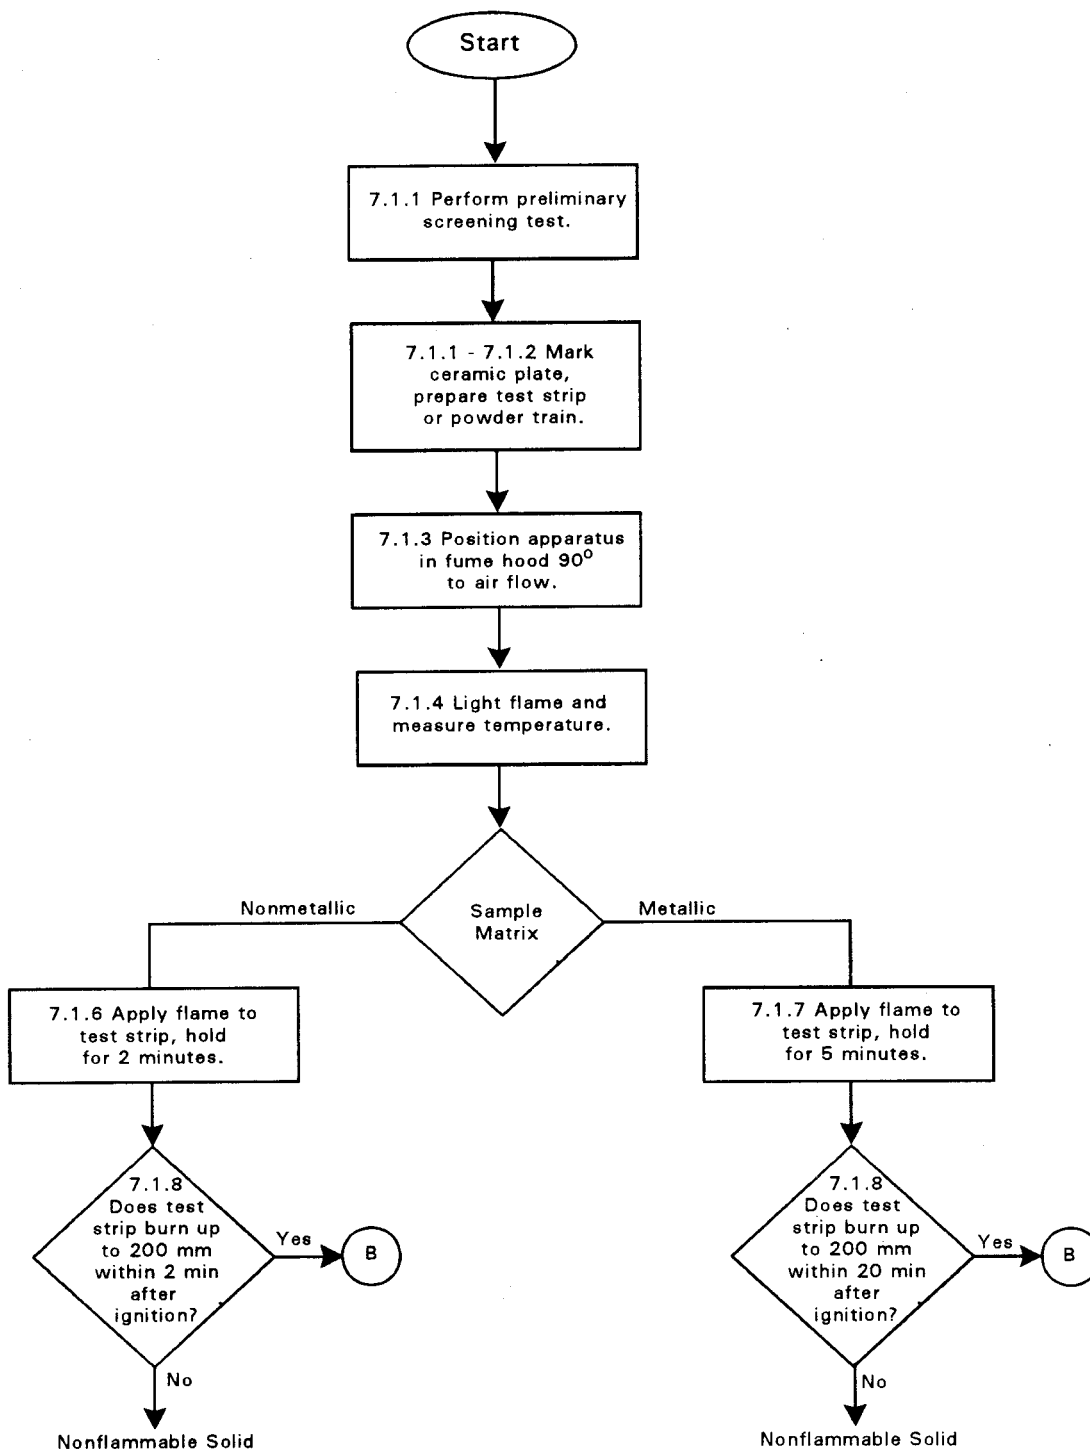 Start
7.1.1 Perform preliminary
screening test.
7.1.1 - 7.1.2 Mark
ceramic plate,
prepare test strip
or powder train.
7.1.3 Position apparatus
in fume hood 90°
to air flow.
7.1.4 Light flame and
measure temperature.
Sample
Matrix
Nonmetallic
Metallic
7.1.6 Apply flame to
test strip, hold
for 2 minutes.
7.1.7 Apply flame to
test strip, hold
for 5 minutes.
7.1.8
Does test
strip burn up
to 200 mm
within 2 min
after
ignition?
Yes
B
No
Nonflammable Solid
7.1.8
Does test
strip burn up
to 200 mm
within 20 min
after
ignition?
Yes
B
No
Nonflammable Solid